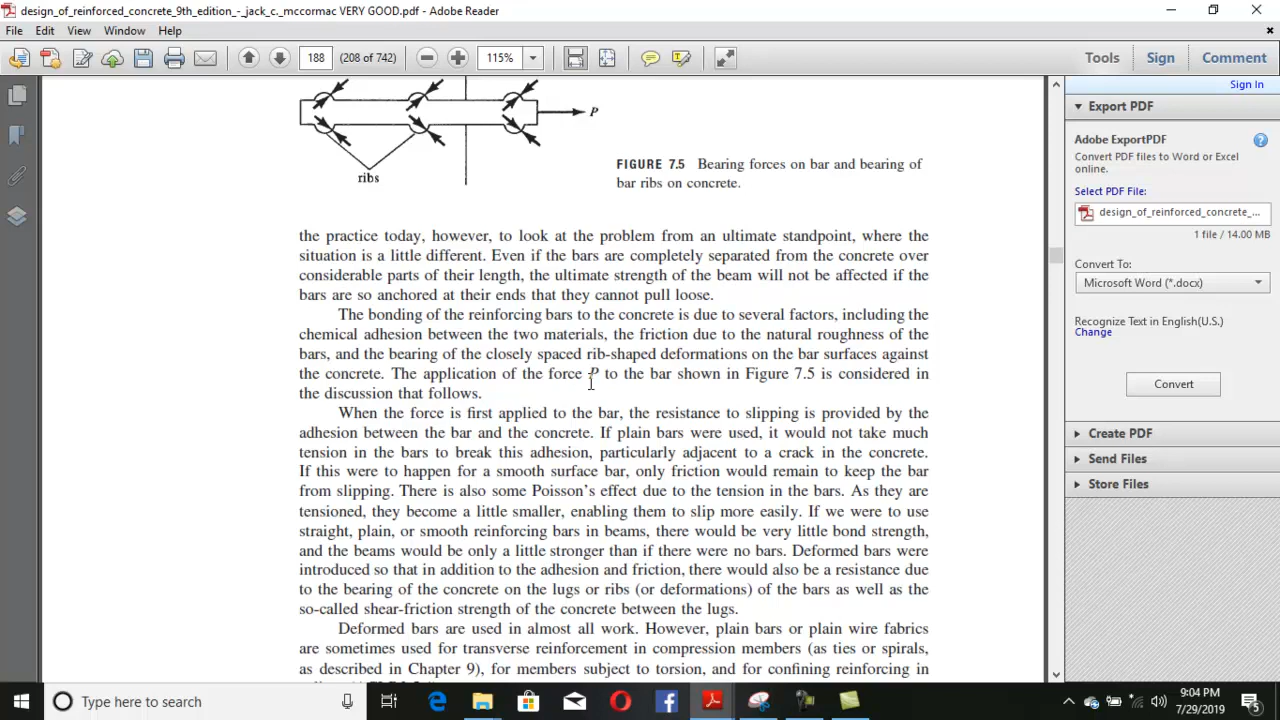 design_of_reinforced_concrete_9th_edition_-_jack_c._mccormac VERY GOOD.pdf - Adobe Reader
File Edit View Window Help
188 (208 of 742) 115% Tools Sign Comment
Sign In
P
ribs
FIGURE 7.5 Bearing forces on bar and bearing of
bar ribs on concrete.
the practice today, however, to look at the problem from an ultimate standpoint, where the
situation is a little different. Even if the bars are completely separated from the concrete over
considerable parts of their length, the ultimate strength of the beam will not be affected if the
bars are so anchored at their ends that they cannot pull loose.
The bonding of the reinforcing bars to the concrete is due to several factors, including the
chemical adhesion between the two materials, the friction due to the natural roughness of the
bars, and the bearing of the closely spaced rib-shaped deformations on the bar surfaces against
the concrete. The application of the force P to the bar shown in Figure 7.5 is considered in
the discussion that follows.
When the force is first applied to the bar, the resistance to slipping is provided by the
adhesion between the bar and the concrete. If plain bars were used, it would not take much
tension in the bars to break this adhesion, particularly adjacent to a crack in the concrete.
If this were to happen for a smooth surface bar, only friction would remain to keep the bar
from slipping. There is also some Poisson's effect due to the tension in the bars. As they are
tensioned, they become a little smaller, enabling them to slip more easily. If we were to use
straight, plain, or smooth reinforcing bars in beams, there would be very little bond strength,
and the beams would be only a little stronger than if there were no bars. Deformed bars were
introduced so that in addition to the adhesion and friction, there would also be a resistance due
to the bearing of the concrete on the lugs or ribs (or deformations) of the bars as well as the
so-called shear-friction strength of the concrete between the lugs.
Deformed bars are used in almost all work. However, plain bars or plain wire fabrics
are sometimes used for transverse reinforcement in compression members (as ties or spirals,
as described in Chapter 9), for members subject to torsion, and for confining reinforcing in
Export PDF
Adobe ExportPDF
Convert PDF files to Word or Excel
online.
Select PDF File:
design_of_reinforced_concrete_...
1 file / 14.00 MB
Convert To:
Microsoft Word (*.docx)
Recognize Text in English(U.S.)
Change
Convert
Create PDF
Send Files
Store Files
Type here to search
9:04 PM
7/29/2019
5